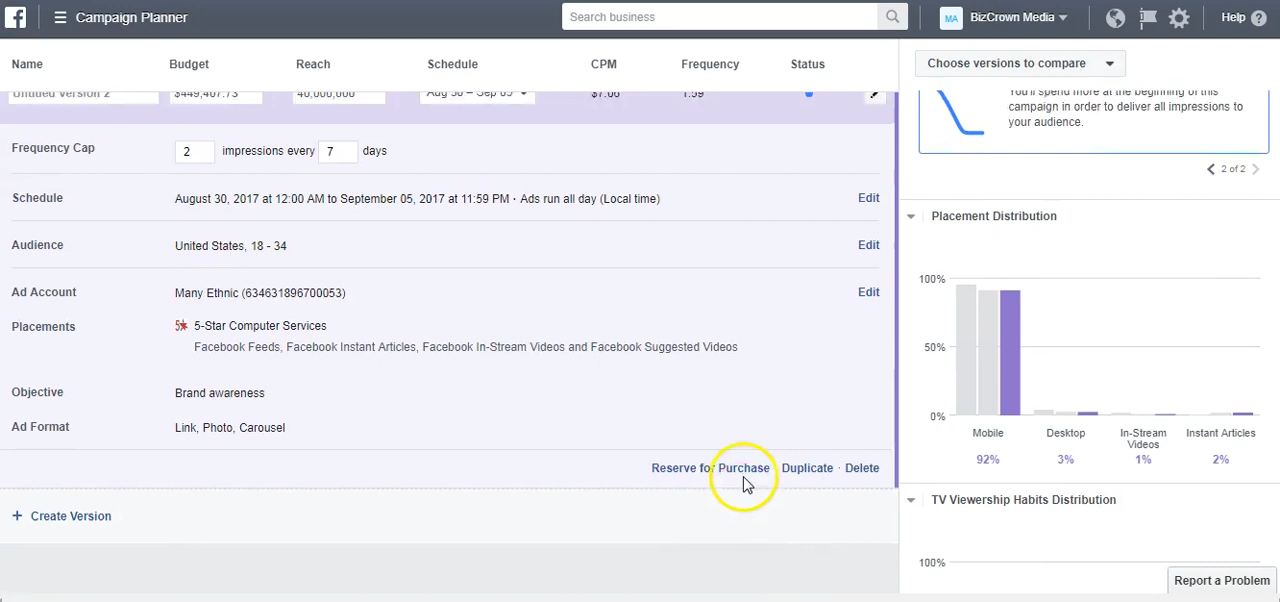 f
Campaign Planner
Search business
MA BizCrown Media
Help ?
Name Budget Reach Schedule CPM Frequency Status
Choose versions to compare
Untitled Version 2 $449,407.73 40,000,000 Aug 30 – Sep 05 $7.06 1.59
You'll spend more at the beginning of this
campaign in order to deliver all impressions to
your audience.
2 of 2
Frequency Cap 2 impressions every 7 days
Schedule August 30, 2017 at 12:00 AM to September 05, 2017 at 11:59 PM · Ads run all day (Local time) Edit
Audience United States, 18 - 34 Edit
Ad Account Many Ethnic (634631896700053) Edit
Placements 5-Star Computer Services
Facebook Feeds, Facebook Instant Articles, Facebook In-Stream Videos and Facebook Suggested Videos
Objective Brand awareness
Ad Format Link, Photo, Carousel
Reserve for Purchase · Duplicate · Delete
+ Create Version
Placement Distribution
100%
50%
0%
Mobile Desktop In-Stream Videos Instant Articles
92% 3% 1% 2%
TV Viewership Habits Distribution
100%
Report a Problem